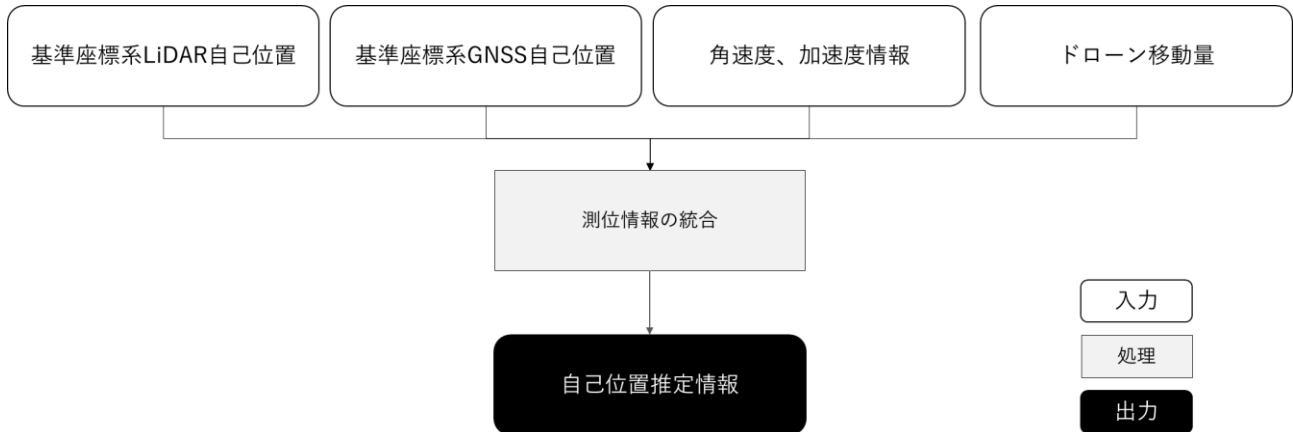 基準座標系LiDAR自己位置
基準座標系GNSS自己位置
角速度、加速度情報
ドローン移動量
測位情報の統合
自己位置推定情報
入力
処理
出力